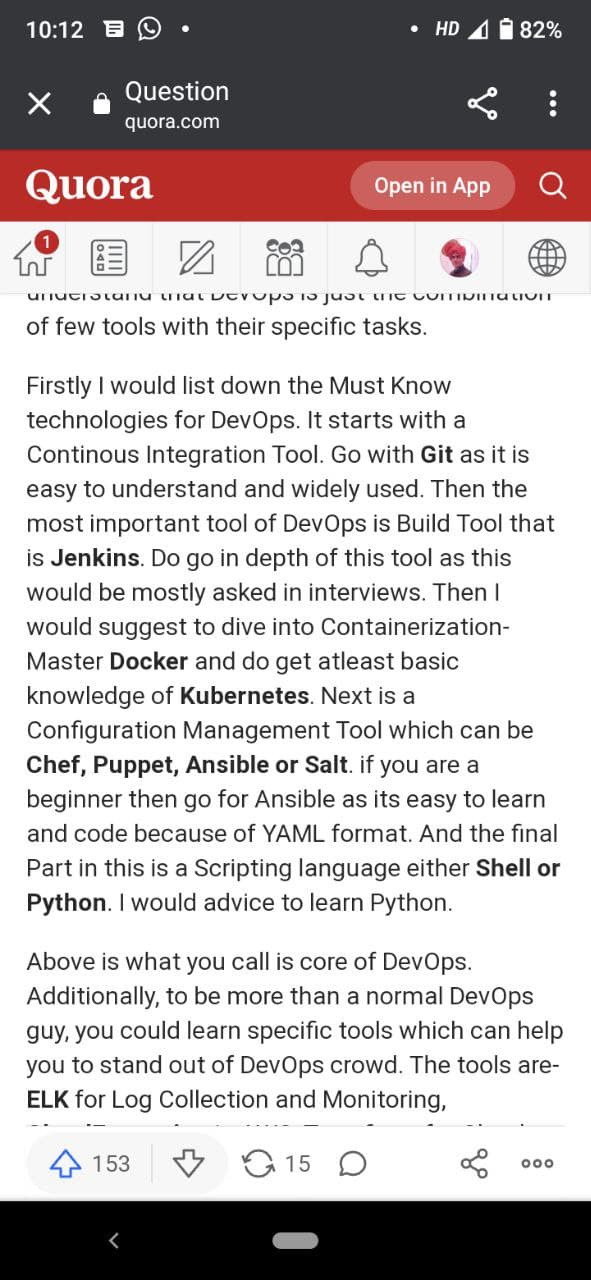 10:12
HD
82%
Question
quora.com
Quora
Open in App
1
understand that DevOps is just the combination
of few tools with their specific tasks.
Firstly I would list down the Must Know
technologies for DevOps. It starts with a
Continous Integration Tool. Go with Git as it is
easy to understand and widely used. Then the
most important tool of DevOps is Build Tool that
is Jenkins. Do go in depth of this tool as this
would be mostly asked in interviews. Then I
would suggest to dive into Containerization-
Master Docker and do get atleast basic
knowledge of Kubernetes. Next is a
Configuration Management Tool which can be
Chef, Puppet, Ansible or Salt. if you are a
beginner then go for Ansible as its easy to learn
and code because of YAML format. And the final
Part in this is a Scripting language either Shell or
Python. I would advice to learn Python.
Above is what you call is core of DevOps.
Additionally, to be more than a normal DevOps
guy, you could learn specific tools which can help
you to stand out of DevOps crowd. The tools are-
ELK for Log Collection and Monitoring,
153
15